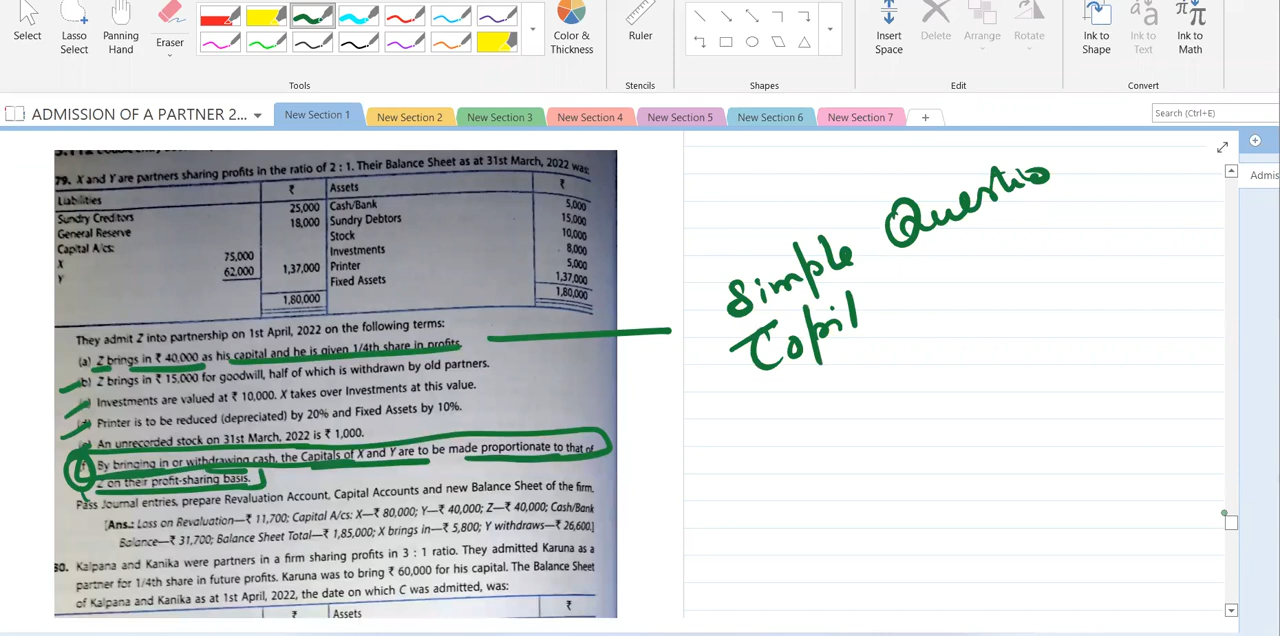 Select
Lasso
Select
Panning
Hand
Eraser
Color &
Thickness
Ruler
Insert
Space
Delete
Arrange
Rotate
Ink to
Shape
Ink to
Text
Ink to
Math
Tools
Stencils
Shapes
Edit
Convert
ADMISSION OF A PARTNER 2...
New Section 1
New Section 2
New Section 3
New Section 4
New Section 5
New Section 6
New Section 7
+
Search (Ctrl+E)
Admis
79. X and Y are partners sharing profits in the ratio of 2 : 1. Their Balance Sheet as at 31st March, 2022 was:
Liabilities ₹ Assets ₹
Sundry Creditors 25,000 Cash/Bank 5,000
General Reserve 18,000 Sundry Debtors 15,000
Capital A/cs: Stock 10,000
X 75,000 Investments 8,000
Y 62,000 1,37,000 Printer 5,000
Fixed Assets 1,37,000
1,80,000 1,80,000
They admit Z into partnership on 1st April, 2022 on the following terms:
(a) Z brings in ₹ 40,000 as his capital and he is given 1/4th share in profits.
b) Z brings in ₹ 15,000 for goodwill, half of which is withdrawn by old partners.
Investments are valued at ₹ 10,000. X takes over Investments at this value.
Printer is to be reduced (depreciated) by 20% and Fixed Assets by 10%.
(e) An unrecorded stock on 31st March, 2022 is ₹ 1,000.
By bringing in or withdrawing cash, the Capitals of X and Y are to be made proportionate to that of
Z on their profit-sharing basis.
Pass Journal entries, prepare Revaluation Account, Capital Accounts and new Balance Sheet of the firm.
[Ans.: Loss on Revaluation—₹ 11,700; Capital A/cs: X—₹ 80,000; Y—₹ 40,000; Z—₹ 40,000; Cash/Bank
Balance—₹ 31,700; Balance Sheet Total—₹ 1,85,000; X brings in—₹ 5,800; Y withdraws—₹ 26,600.]
80. Kalpana and Kanika were partners in a firm sharing profits in 3 : 1 ratio. They admitted Karuna as a
partner for 1/4th share in future profits. Karuna was to bring ₹ 60,000 for his capital. The Balance Sheet
of Kalpana and Kanika as at 1st April, 2022, the date on which C was admitted, was:
₹ Assets ₹
Simple Questio